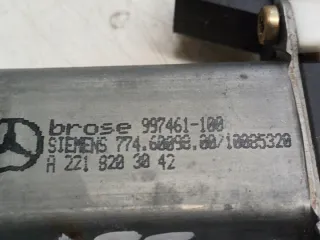 brose 997461-100
SIEMENS 774.60098.00/10085320
A 221 820 30 42